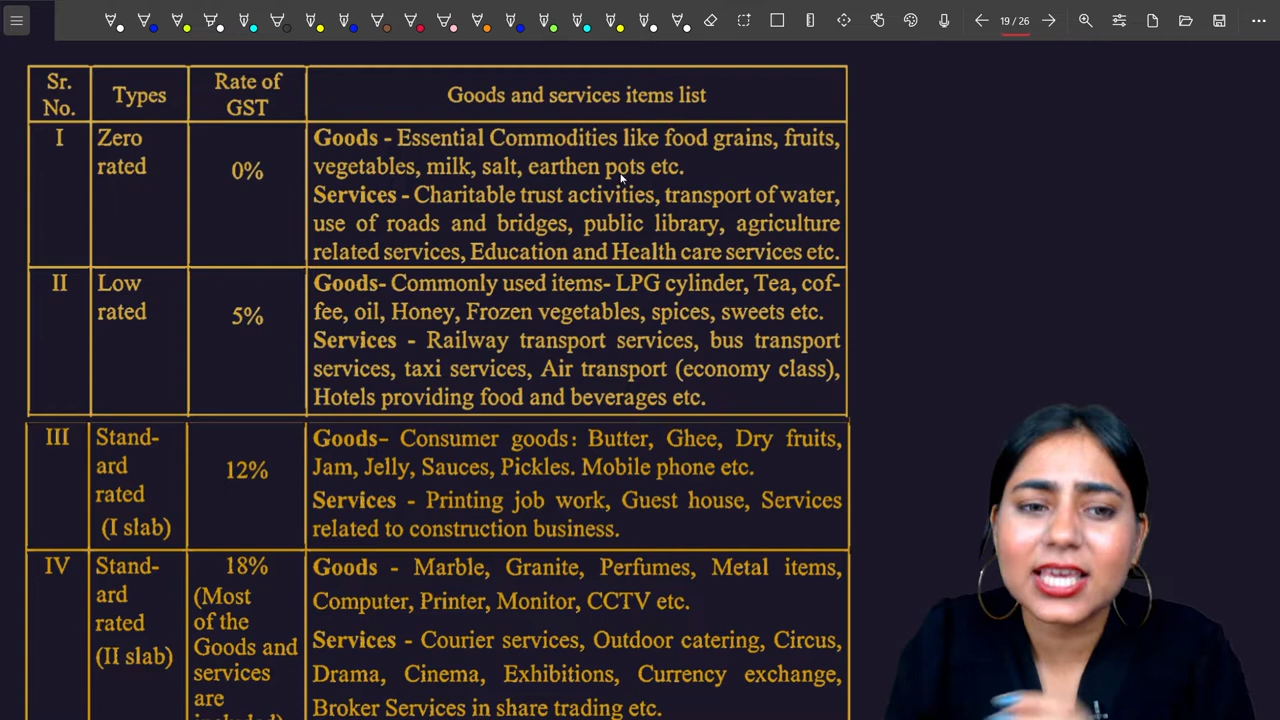 19 / 26
Sr. No. Types Rate of GST Goods and services items list
I Zero rated 0% Goods - Essential Commodities like food grains, fruits,
vegetables, milk, salt, earthen pots etc.
Services - Charitable trust activities, transport of water,
use of roads and bridges, public library, agriculture
related services, Education and Health care services etc.
II Low rated 5% Goods- Commonly used items- LPG cylinder, Tea, cof-
fee, oil, Honey, Frozen vegetables, spices, sweets etc.
Services - Railway transport services, bus transport
services, taxi services, Air transport (economy class),
Hotels providing food and beverages etc.
III Stand-
ard
rated
(I slab)
12%
Goods– Consumer goods: Butter, Ghee, Dry fruits,
Jam, Jelly, Sauces, Pickles. Mobile phone etc.
Services - Printing job work, Guest house, Services
related to construction business.
IV Stand-
ard
rated
(II slab)
18%
(Most
of the
Goods and
services
are
included)
Goods - Marble, Granite, Perfumes, Metal items,
Computer, Printer, Monitor, CCTV etc.
Services - Courier services, Outdoor catering, Circus,
Drama, Cinema, Exhibitions, Currency exchange,
Broker Services in share trading etc.